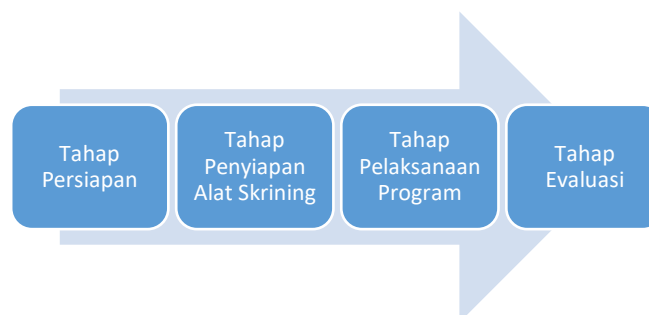 Tahap
Persiapan
Tahap
Penyiapan
Alat Skrining
Tahap
Pelaksanaan
Program
Tahap
Evaluasi